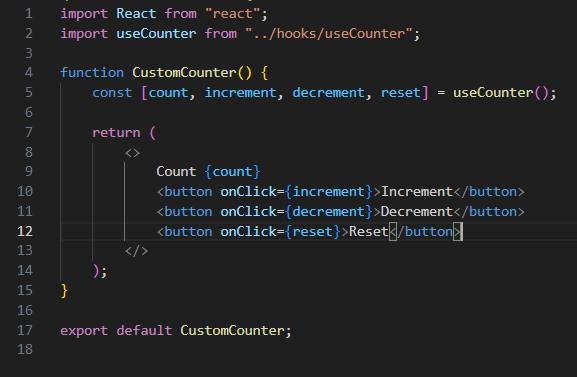 1 import React from "react";
2 import useCounter from "../hooks/useCounter";
3
4 function CustomCounter() {
5     const [count, increment, decrement, reset] = useCounter();
6
7     return (
8         <>
9             Count {count}
10             <button onClick={increment}>Increment</button>
11             <button onClick={decrement}>Decrement</button>
12             <button onClick={reset}>Reset</button>
13         </>
14     );
15 }
16
17 export default CustomCounter;
18